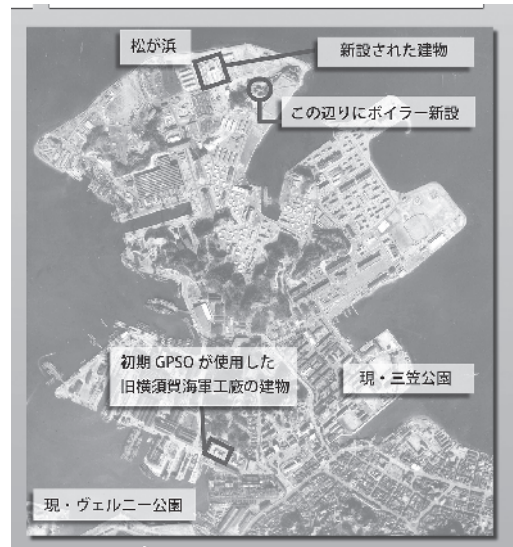 松が浜
新設された建物
この辺りにボイラー新設
初期 GPSO が使用した
旧横須賀海軍工廠の建物
現・三笠公園
現・ヴェルニー公園